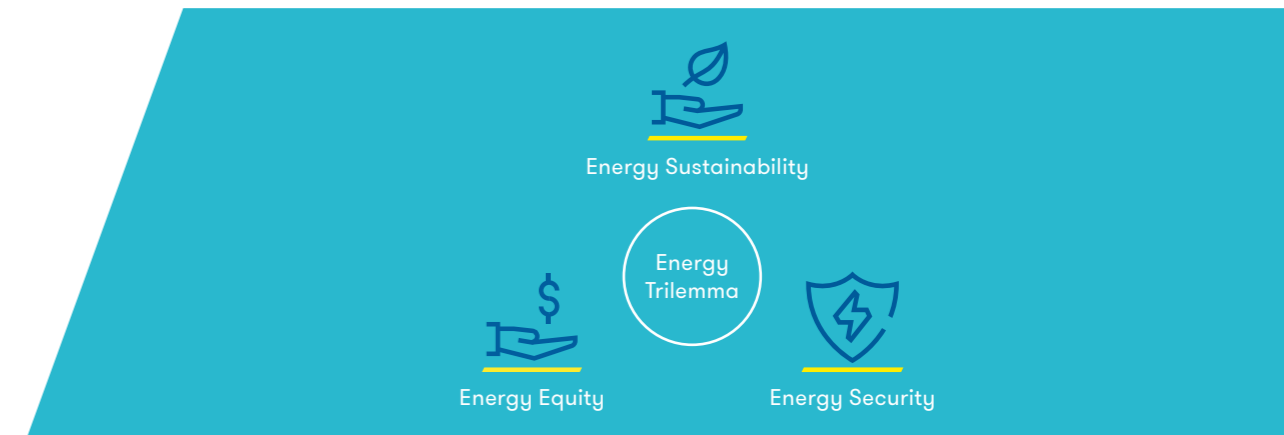 Energy Sustainability
Energy
Trilemma
Energy Equity
Energy Security